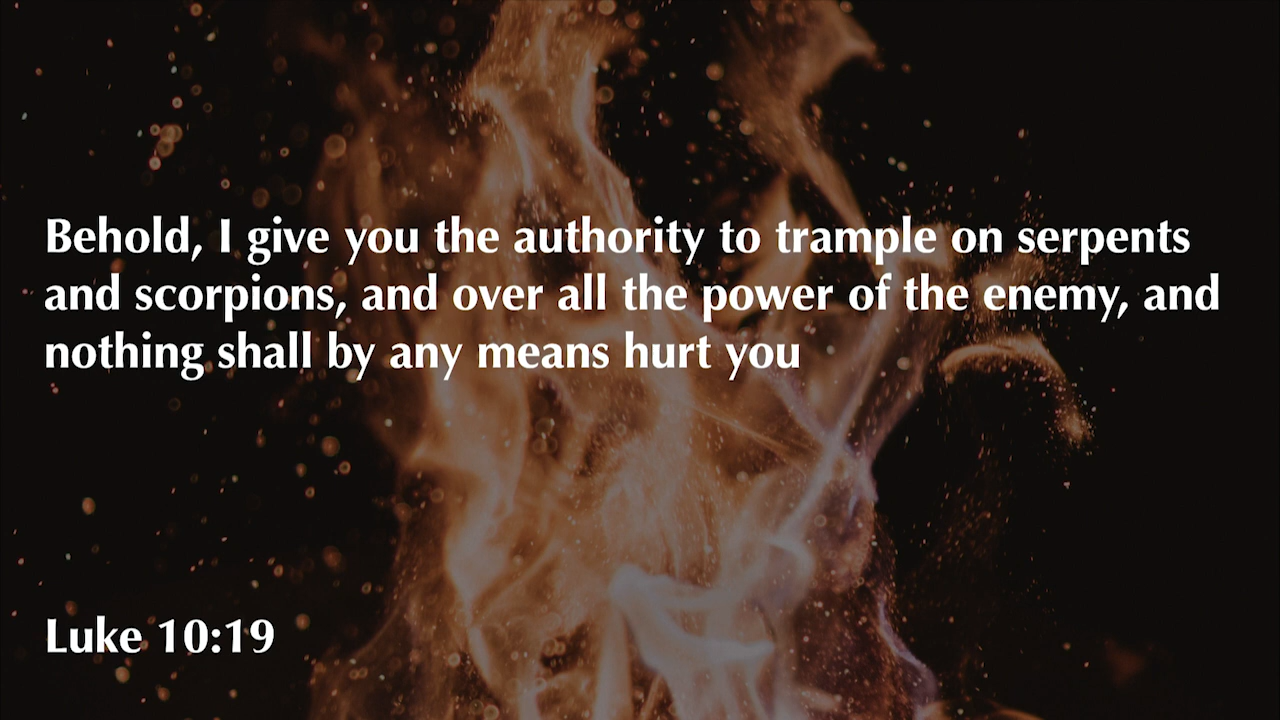 Behold, I give you the authority to trample on serpents
and scorpions, and over all the power of the enemy, and
nothing shall by any means hurt you
Luke 10:19